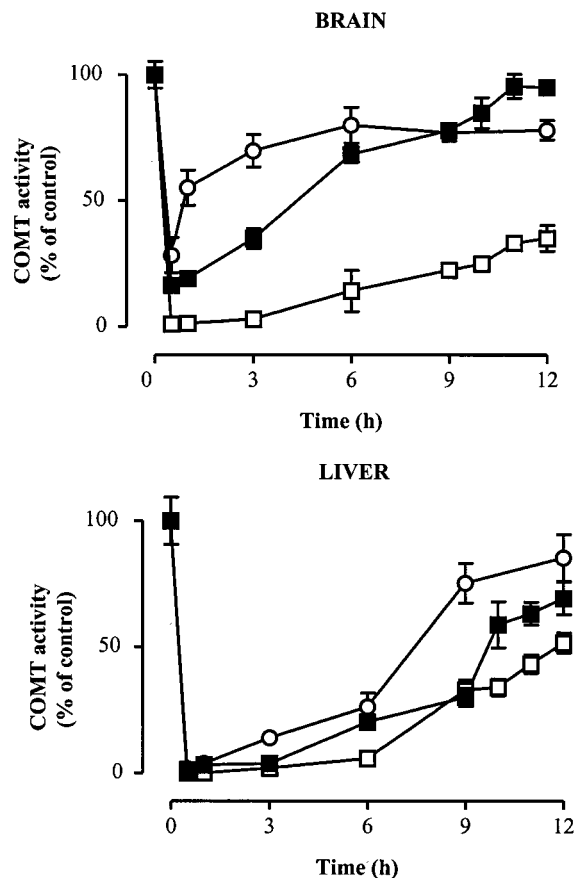 BRAIN
COMT activity
(% of control)
100
50
0
0 3 6 9 12
Time (h)
LIVER
COMT activity
(% of control)
100
50
0
0 3 6 9 12
Time (h)